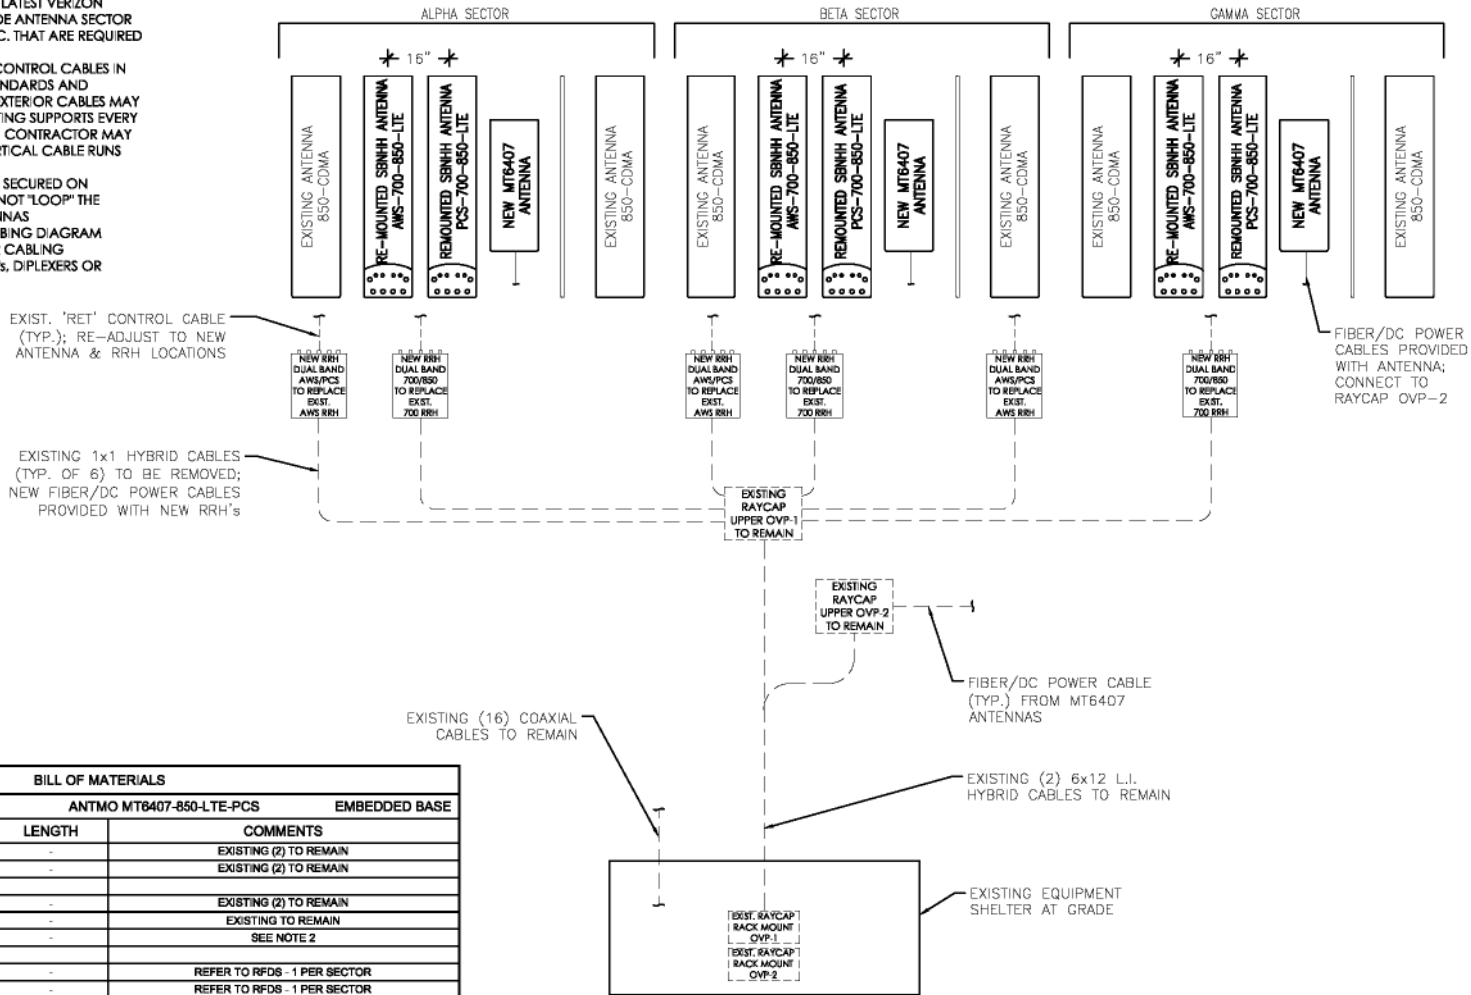 LATEST VERIZON
DE ANTENNA SECTOR
C. THAT ARE REQUIRED
CONTROL CABLES IN
NDARDS AND
EXTERIOR CABLES MAY
TING SUPPORTS EVERY
CONTRACTOR MAY
RTICAL CABLE RUNS
SECURED ON
NOT "LOOP" THE
NNAS
BING DIAGRAM
CABLING
s, DIPLEXERS OR
ALPHA SECTOR
BETA SECTOR
GAMMA SECTOR
16"
16"
16"
EXISTING ANTENNA
850-CDMA
RE-MOUNTED SBNHH ANTENNA
AWS-700-850-LTE
REMOUNTED SBNHH ANTENNA
PCS-700-850-LTE
NEW MT6407
ANTENNA
EXISTING ANTENNA
850-CDMA
EXISTING ANTENNA
850-CDMA
RE-MOUNTED SBNHH ANTENNA
AWS-700-850-LTE
REMOUNTED SBNHH ANTENNA
PCS-700-850-LTE
NEW MT6407
ANTENNA
EXISTING ANTENNA
850-CDMA
EXISTING ANTENNA
850-CDMA
RE-MOUNTED SBNHH ANTENNA
AWS-700-850-LTE
REMOUNTED SBNHH ANTENNA
PCS-700-850-LTE
NEW MT6407
ANTENNA
EXISTING ANTENNA
850-CDMA
EXIST. 'RET' CONTROL CABLE
(TYP.); RE-ADJUST TO NEW
ANTENNA & RRH LOCATIONS
NEW RRH
DUAL BAND
AWS/PCS
TO REPLACE
EXIST.
AWS RRH
NEW RRH
DUAL BAND
700/850
TO REPLACE
EXIST.
700 RRH
NEW RRH
DUAL BAND
AWS/PCS
TO REPLACE
EXIST.
AWS RRH
NEW RRH
DUAL BAND
700/850
TO REPLACE
EXIST.
700 RRH
NEW RRH
DUAL BAND
AWS/PCS
TO REPLACE
EXIST.
AWS RRH
NEW RRH
DUAL BAND
700/850
TO REPLACE
EXIST.
700 RRH
FIBER/DC POWER
CABLES PROVIDED
WITH ANTENNA;
CONNECT TO
RAYCAP OVP-2
EXISTING 1x1 HYBRID CABLES
(TYP. OF 6) TO BE REMOVED;
NEW FIBER/DC POWER CABLES
PROVIDED WITH NEW RRH's
EXISTING
RAYCAP
UPPER OVP-1
TO REMAIN
EXISTING
RAYCAP
UPPER OVP-2
TO REMAIN
FIBER/DC POWER CABLE
(TYP.) FROM MT6407
ANTENNAS
EXISTING (16) COAXIAL
CABLES TO REMAIN
EXISTING (2) 6x12 L.I.
HYBRID CABLES TO REMAIN
EXISTING EQUIPMENT
SHELTER AT GRADE
EXIST. RAYCAP
RACK MOUNT
OVP-1
EXIST. RAYCAP
RACK MOUNT
OVP-2
BILL OF MATERIALS
ANTMO MT6407-850-LTE-PCS EMBEDDED BASE
LENGTH COMMENTS
- EXISTING (2) TO REMAIN
- EXISTING (2) TO REMAIN
- EXISTING (2) TO REMAIN
- EXISTING TO REMAIN
- SEE NOTE 2
- REFER TO RFDS - 1 PER SECTOR
- REFER TO RFDS - 1 PER SECTOR